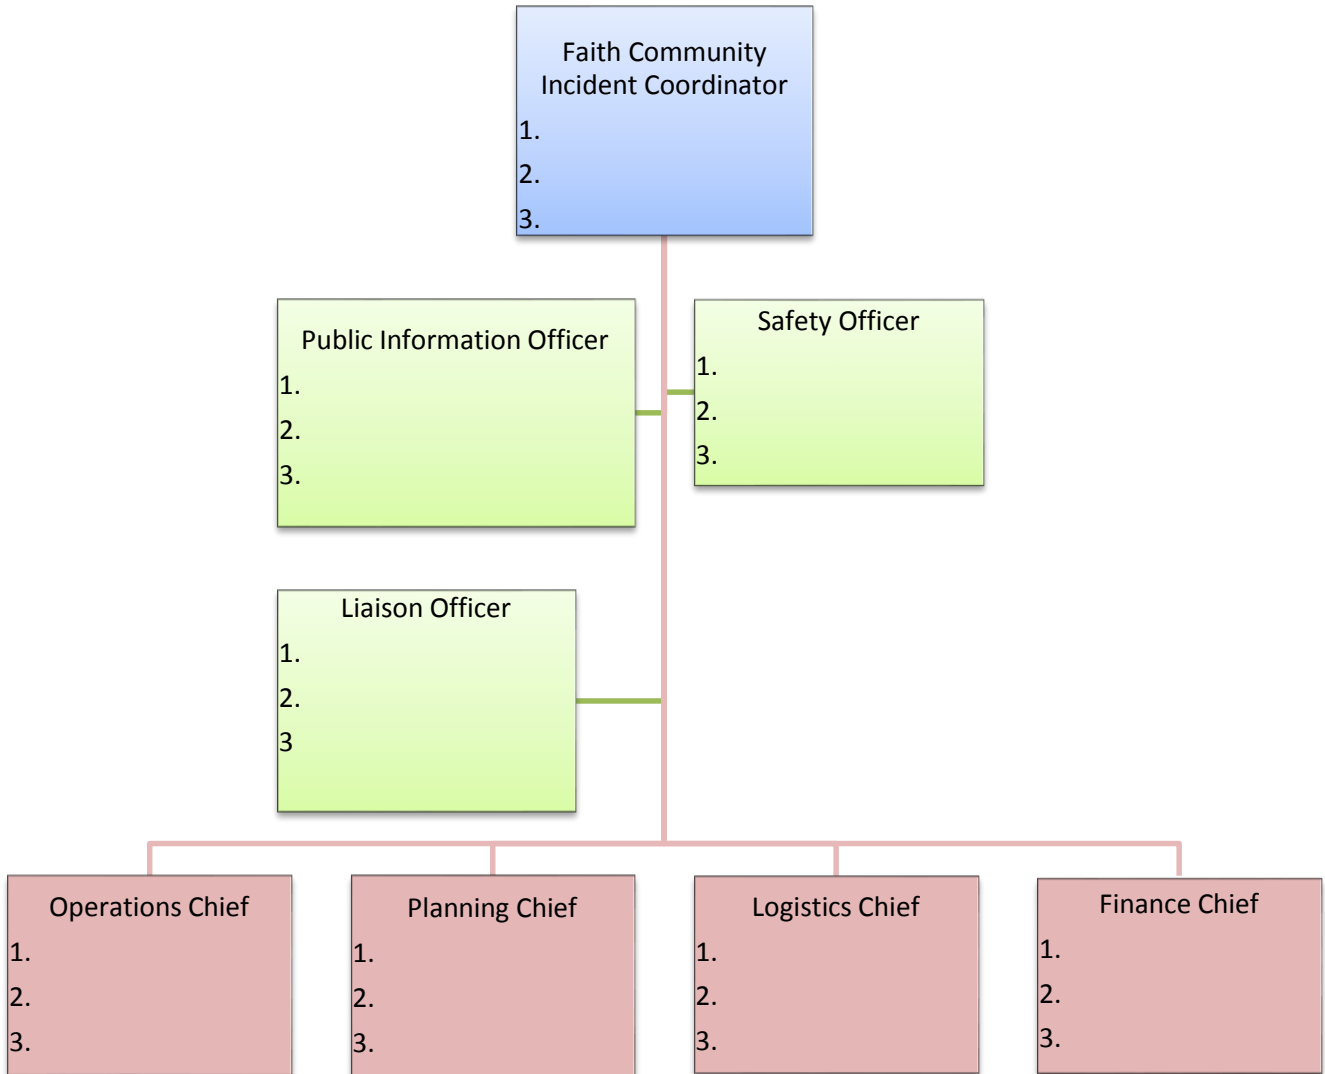 Faith Community
Incident Coordinator
1.
2.
3.
Public Information Officer
1.
2.
3.
Safety Officer
1.
2.
3.
Liaison Officer
1.
2.
3
Operations Chief
1.
2.
3.
Planning Chief
1.
2.
3.
Logistics Chief
1.
2.
3.
Finance Chief
1.
2.
3.